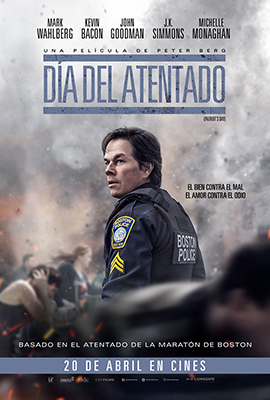 MARK WAHLBERG
KEVIN BACON
JOHN GOODMAN
J.K. SIMMONS
MICHELLE MONAGHAN
UNA PELÍCULA DE PETER BERG
DÍA DEL ATENTADO
(PATRIOT'S DAY)
EL BIEN CONTRA EL MAL
EL AMOR CONTRA EL ODIO
BOSTON
POLICE
BASADO EN EL ATENTADO DE LA MARATÓN DE BOSTON
20 DE ABRIL EN CINES
LIONSGATE